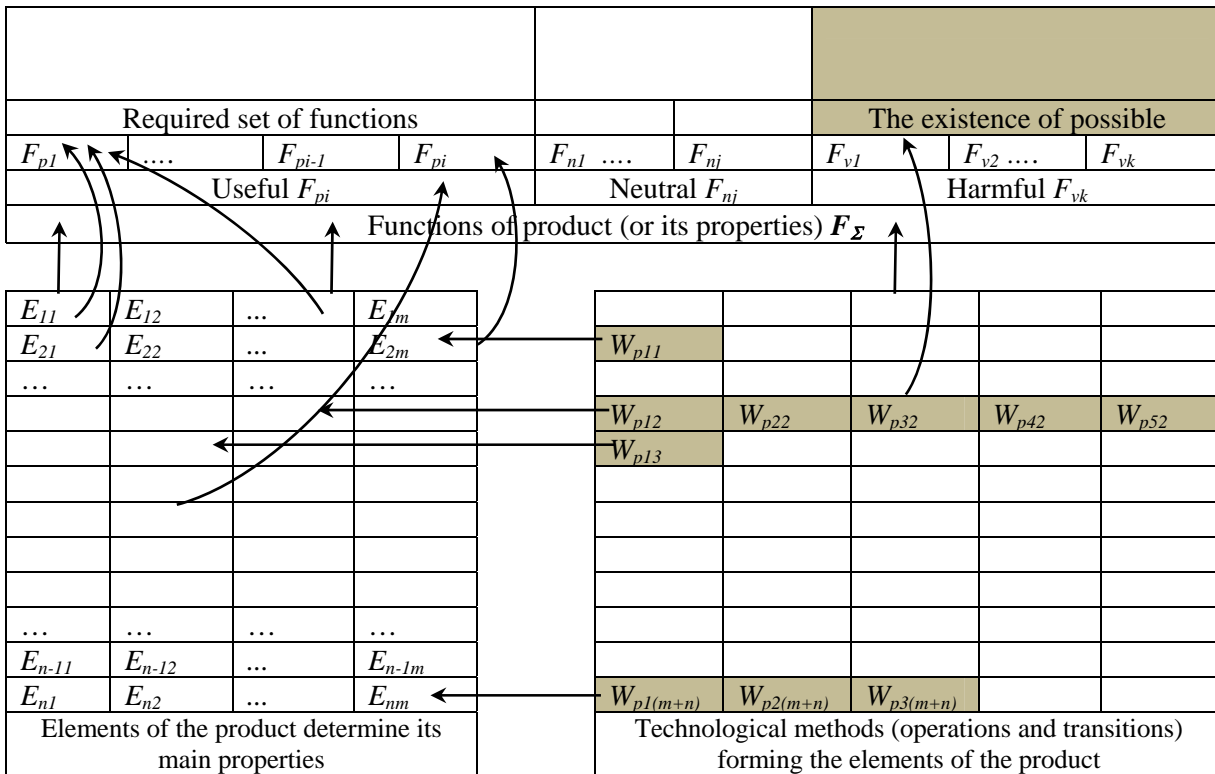 Required set of functions The existence of possible
F_p1 .... F_pi-1 F_pi F_n1 .... F_nj F_v1 F_v2 .... F_vk
Useful F_pi Neutral F_nj Harmful F_vk
Functions of product (or its properties) F_Σ
E_11 E_12 ... E_1m
E_21 E_22 ... E_2m W_p11
… … … …
W_p12 W_p22 W_p32 W_p42 W_p52
W_p13
… … … …
E_n-11 E_n-12 ... E_n-1m
E_n1 E_n2 ... E_nm W_p1(m+n) W_p2(m+n) W_p3(m+n)
Elements of the product determine its
main properties
Technological methods (operations and transitions)
forming the elements of the product